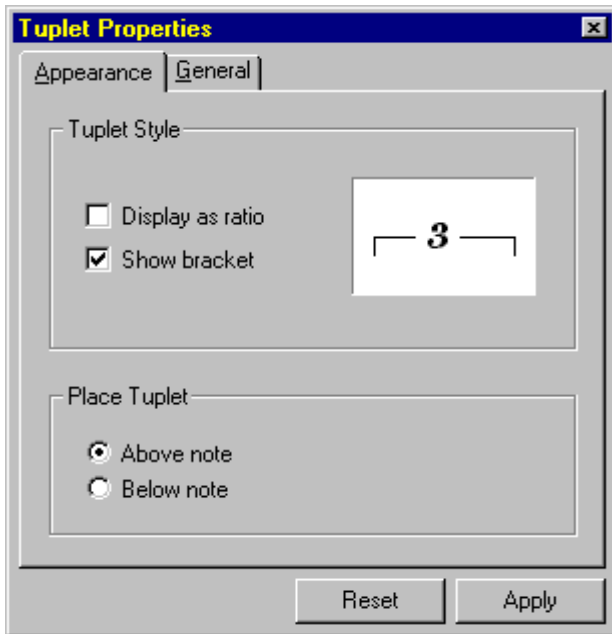 Tuplet Properties
Appearance General
Tuplet Style
Display as ratio
Show bracket
3
Place Tuplet
Above note
Below note
Reset Apply